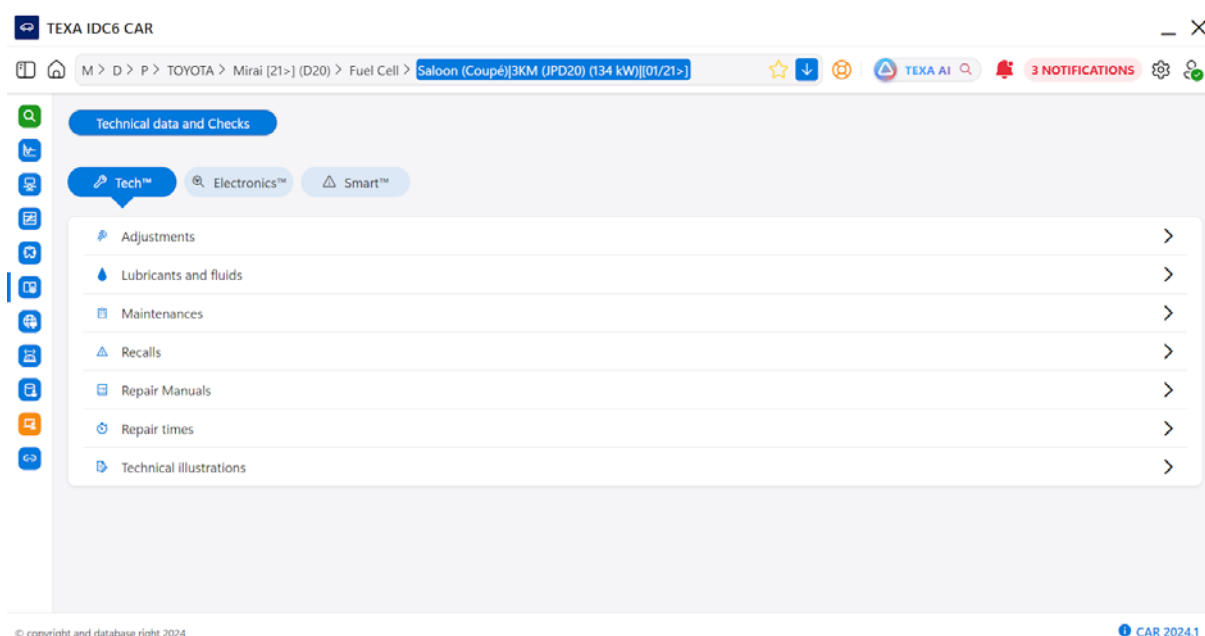 TEXA IDC6 CAR
M > D > P > TOYOTA > Mirai [21>] (D20) > Fuel Cell > Saloon (Coupé)|3KM (JPD20) (134 kW)|[01/21>]
TEXA AI
3 NOTIFICATIONS
Technical data and Checks
Tech™
Electronics™
Smart™
Adjustments
Lubricants and fluids
Maintenances
Recalls
Repair Manuals
Repair times
Technical illustrations
© copyright and database right 2024
CAR 2024.1